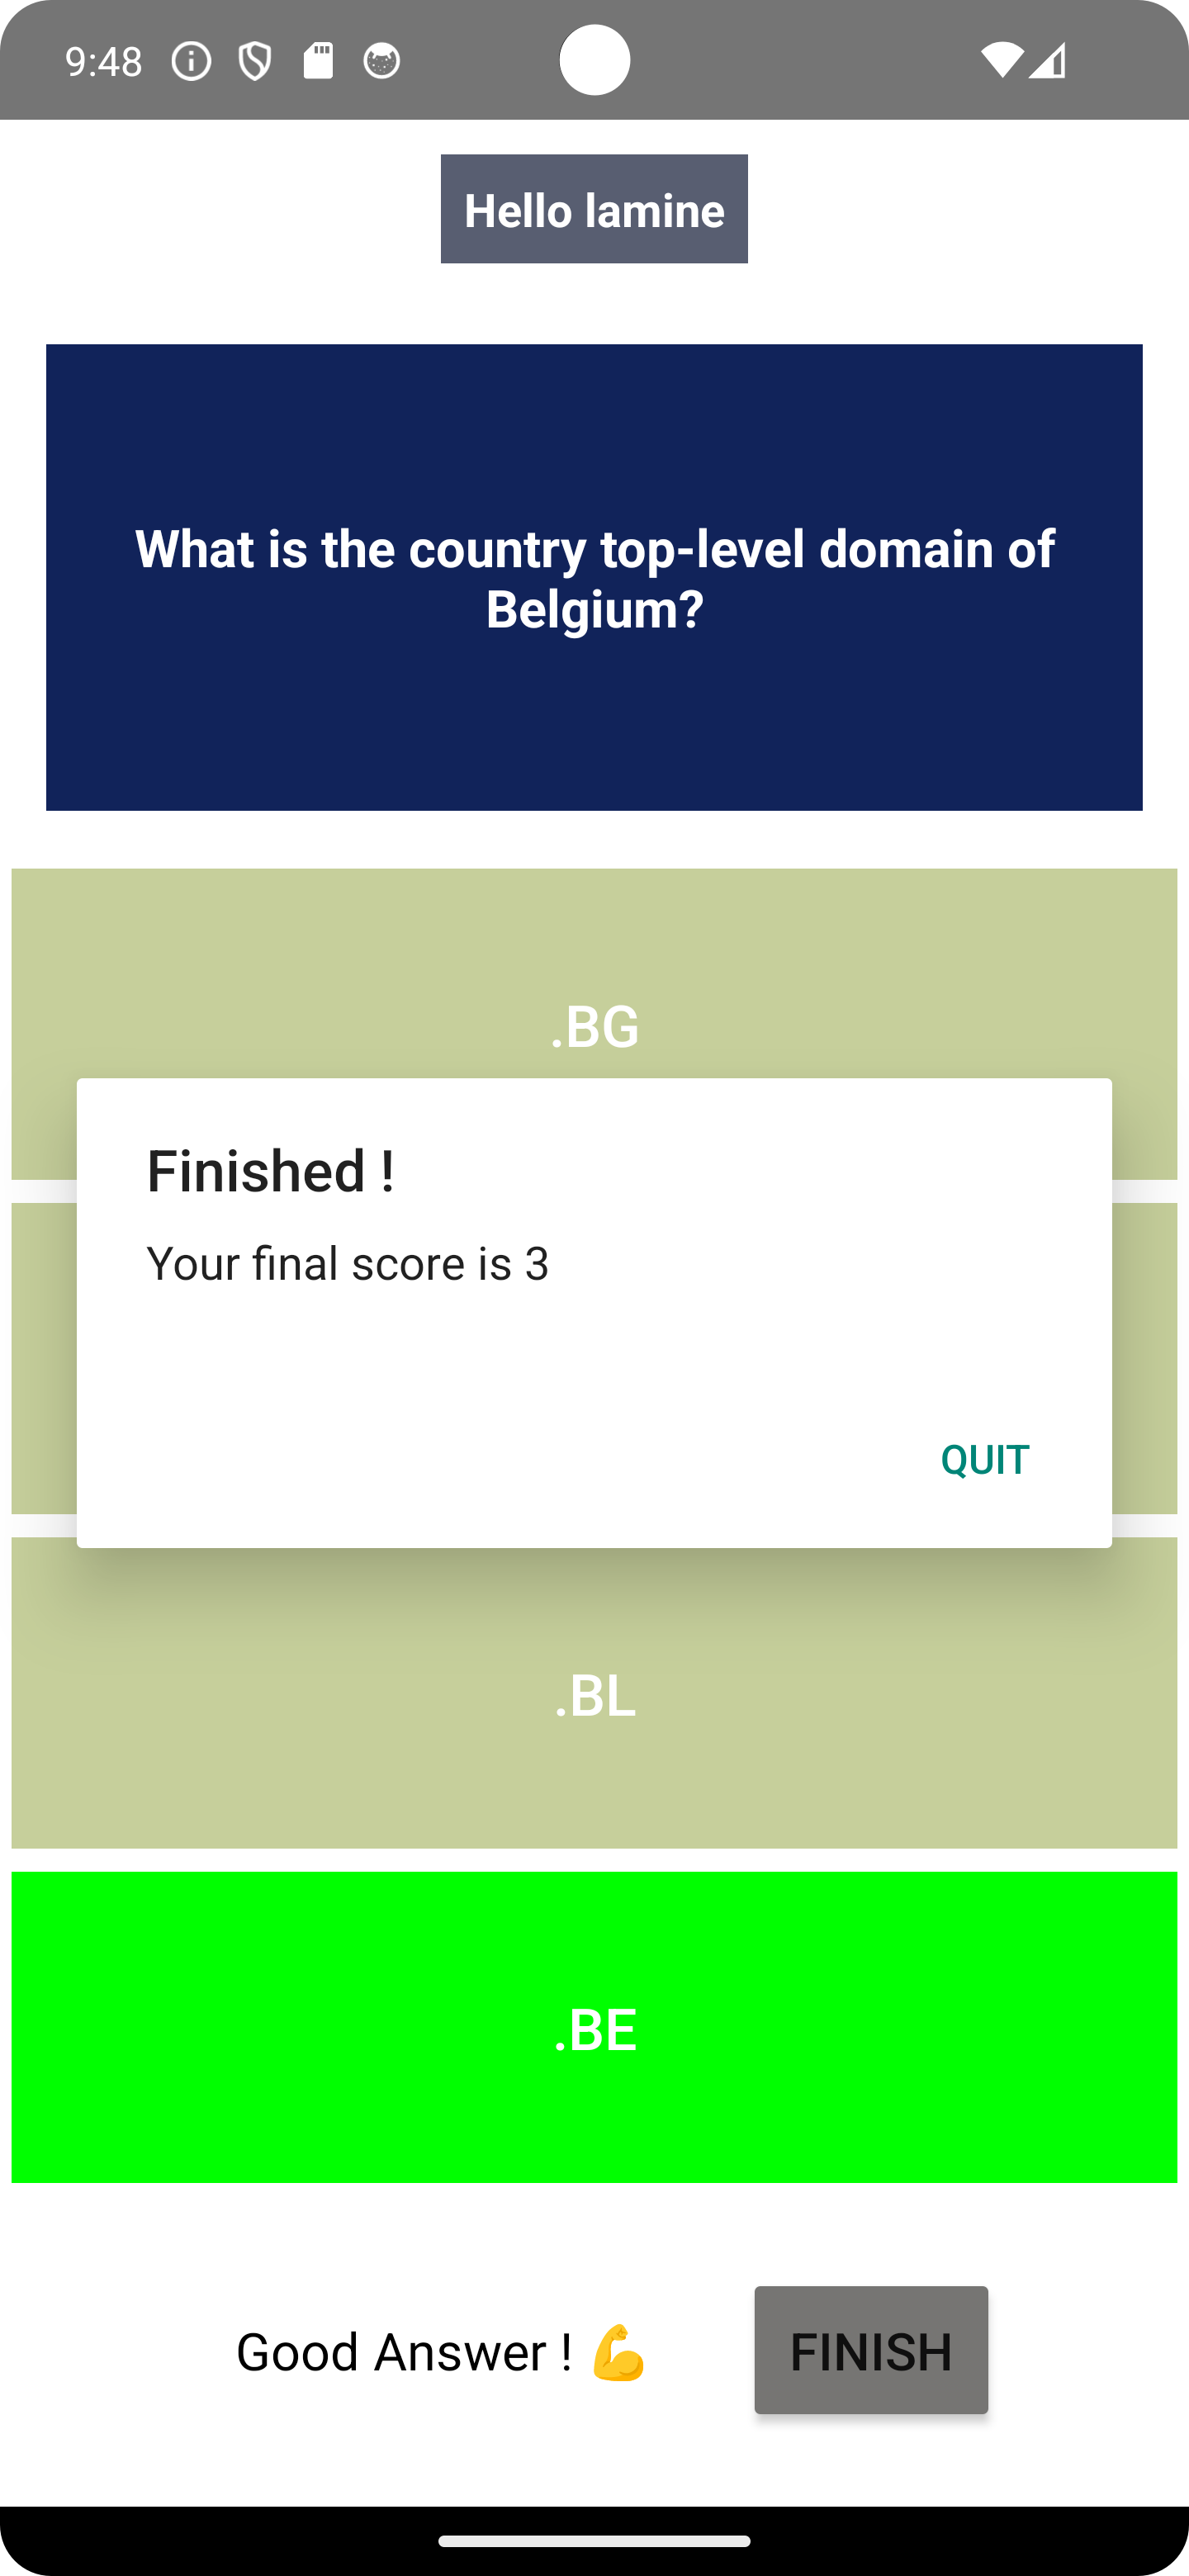 9:48
Hello lamine
What is the country top-level domain of
Belgium?
.BG
Finished !
Your final score is 3
QUIT
.BL
.BE
Good Answer ! 💪
FINISH